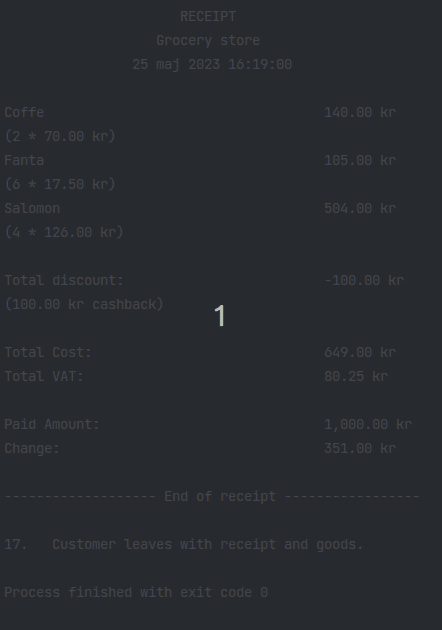 RECEIPT
Grocery store
25 maj 2023 16:19:00
Coffe 140.00 kr
(2 * 70.00 kr)
Fanta 105.00 kr
(6 * 17.50 kr)
Salomon 504.00 kr
(4 * 126.00 kr)
Total discount: -100.00 kr
(100.00 kr cashback)
1
Total Cost: 649.00 kr
Total VAT: 80.25 kr
Paid Amount: 1,000.00 kr
Change: 351.00 kr
------------------- End of receipt -----------------
17. Customer leaves with receipt and goods.
Process finished with exit code 0